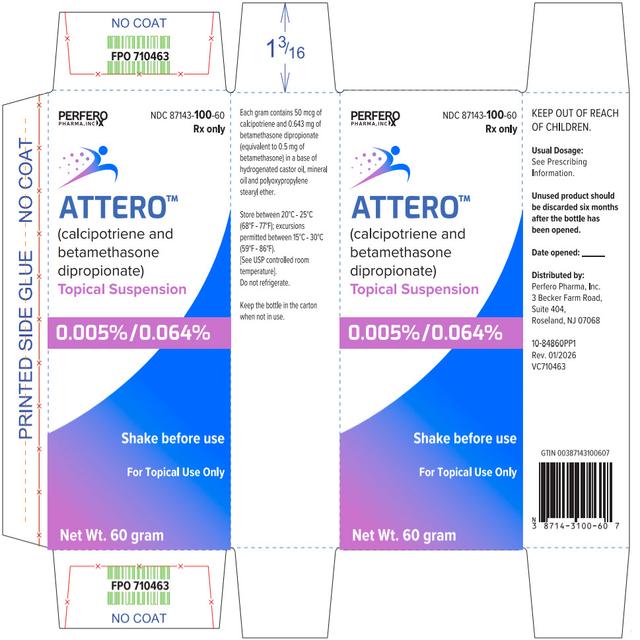 NO COAT
FPO 710463
1 3/16
PRINTED SIDE GLUE NO COAT
PERFERO
PHARMA, INC Rx
NDC 87143-100-60
Rx only
ATTERO™
(calcipotriene and
betamethasone
dipropionate)
Topical Suspension
0.005%/0.064%
Shake before use
For Topical Use Only
Net Wt. 60 gram
Each gram contains 50 mcg of
calcipotriene and 0.643 mg of
betamethasone dipropionate
(equivalent to 0.5 mg of
betamethasone) in a base of
hydrogenated castor oil, mineral
oil and polyoxypropylene
stearyl ether.
Store between 20°C - 25°C
(68°F - 77°F); excursions
permitted between 15°C - 30°C
(59°F - 86°F).
[See USP controlled room
temperature].
Do not refrigerate.
Keep the bottle in the carton
when not in use.
PERFERO
PHARMA, INC Rx
NDC 87143-100-60
Rx only
ATTERO™
(calcipotriene and
betamethasone
dipropionate)
Topical Suspension
0.005%/0.064%
Shake before use
For Topical Use Only
Net Wt. 60 gram
KEEP OUT OF REACH
OF CHILDREN.
Usual Dosage:
See Prescribing
Information.
Unused product should
be discarded six months
after the bottle has
been opened.
Date opened: _____
Distributed by:
Perfero Pharma, Inc.
3 Becker Farm Road,
Suite 404,
Roseland, NJ 07068
10-84860PP1
Rev. 01/2026
VC710463
GTIN 00387143100607
N
3 8714-3100-60 7
FPO 710463
NO COAT